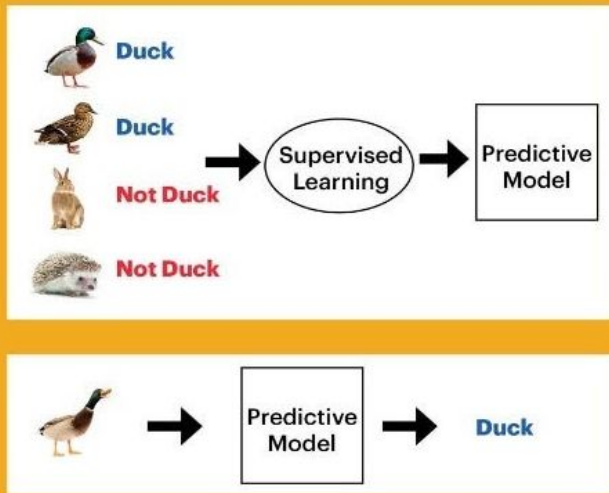 Duck
Duck
Not Duck
Not Duck
Supervised
Learning
Predictive
Model
Predictive
Model
Duck